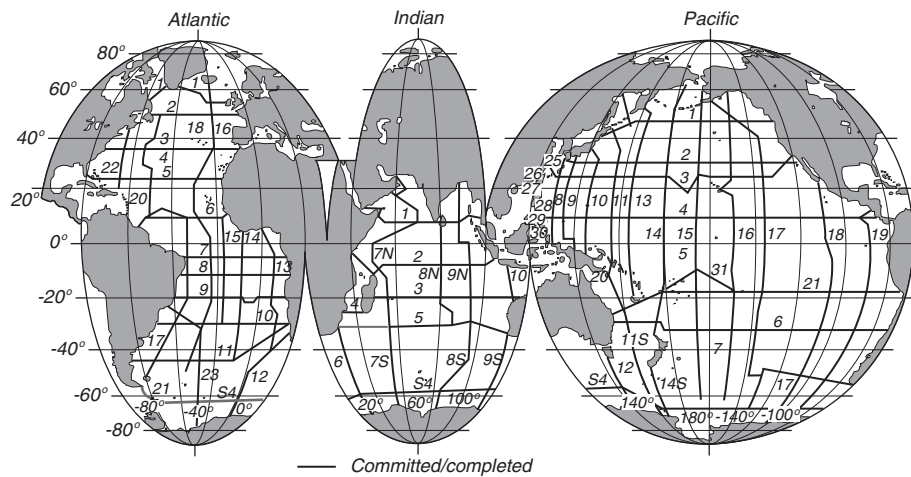 Atlantic Indian Pacific
80°
60°
40°
20°
0°
-20°
-40°
-60°
-80°
1 1
2
18 16
3
4
22 5
20
6
15 14
7
8 13
9
10
17 11
23 12
21 S4
-80° -40° 0°
1
7N 2
8N 9N 10
3
4
5
6 7S 8S 9S
S4
20° 60° 100°
1
25 2
26 3
27
28 8 9 10 11 13
29 4
30 14 15 16 17 18 19
5
20 31 21
6
11S
7
12
S4 14S 17
140° 180° -140° -100°
Committed/completed